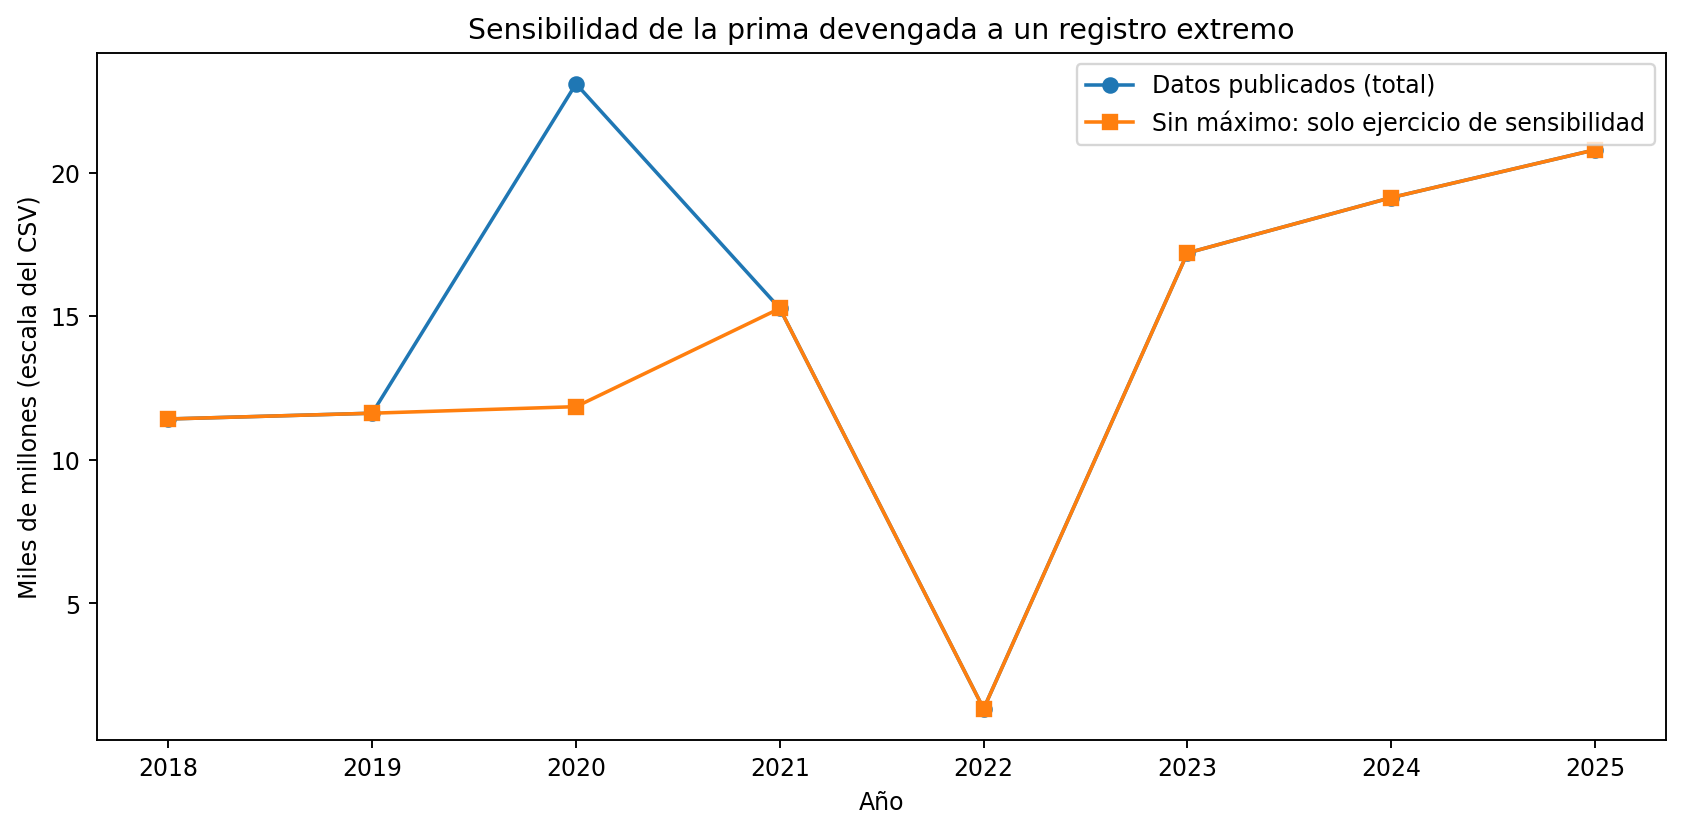 Sensibilidad de la prima devengada a un registro extremo
Datos publicados (total)
Sin máximo: solo ejercicio de sensibilidad
Miles de millones (escala del CSV)
20
15
10
5
2018 2019 2020 2021 2022 2023 2024 2025
Año